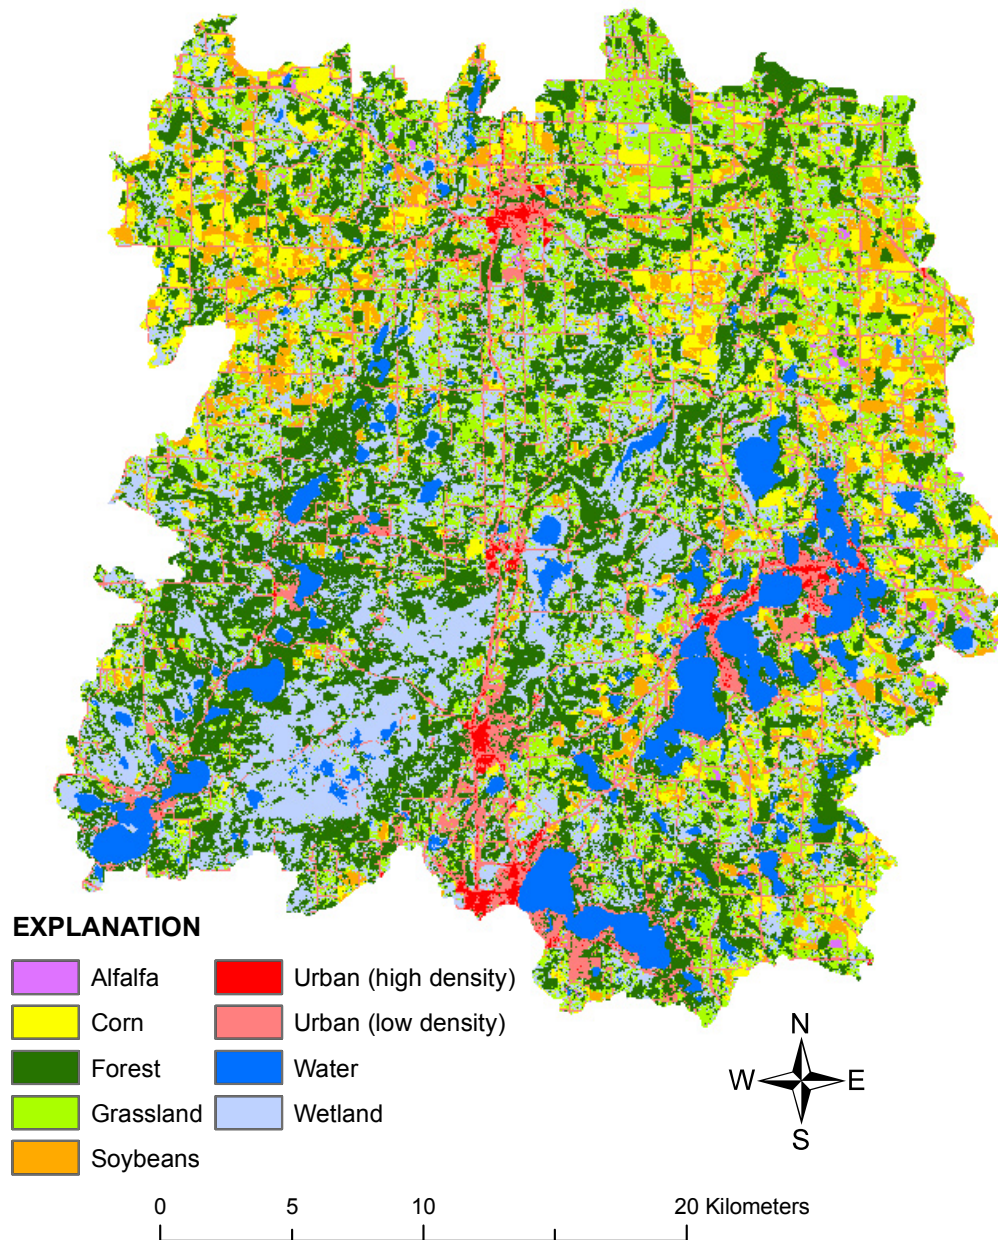 EXPLANATION
Alfalfa
Corn
Forest
Grassland
Soybeans
Urban (high density)
Urban (low density)
Water
Wetland
N
W E
S
0 5 10 20 Kilometers